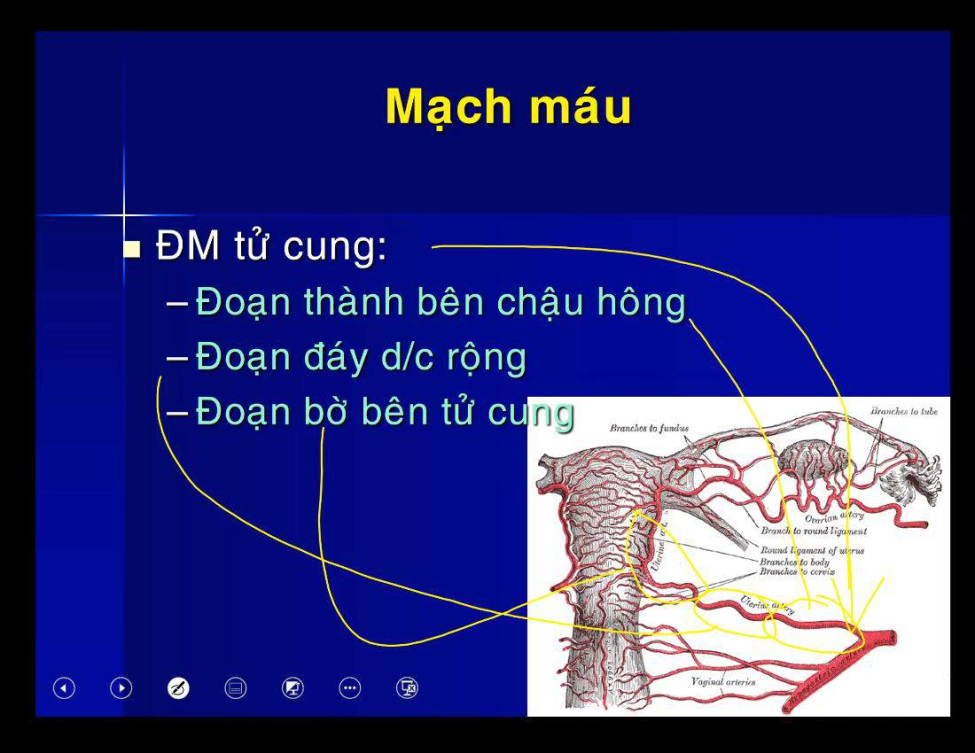 Mạch máu
ĐM tử cung:
– Đoạn thành bên chậu hông
– Đoạn đáy d/c rộng
– Đoạn bờ bên tử cung
Branches to tube
Branches to fundus
Ovarian artery
Branch to round ligament
Round ligament of uterus
Branches to body
Branches to cervix
Uterine art.
Uterine artery
Vaginal arteries